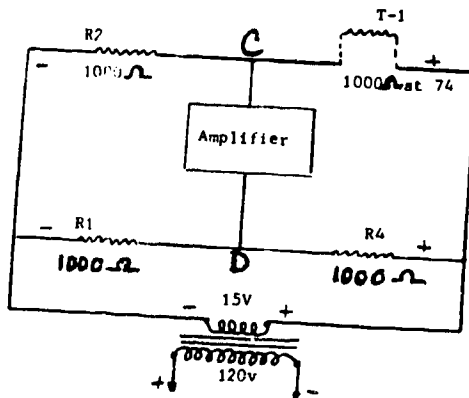 T-1
R2
C
- +
1000Ω
1000Ω at 74
Amplifier
R1
R4
- +
D
1000Ω
1000Ω
15V
- +
120v
+ -